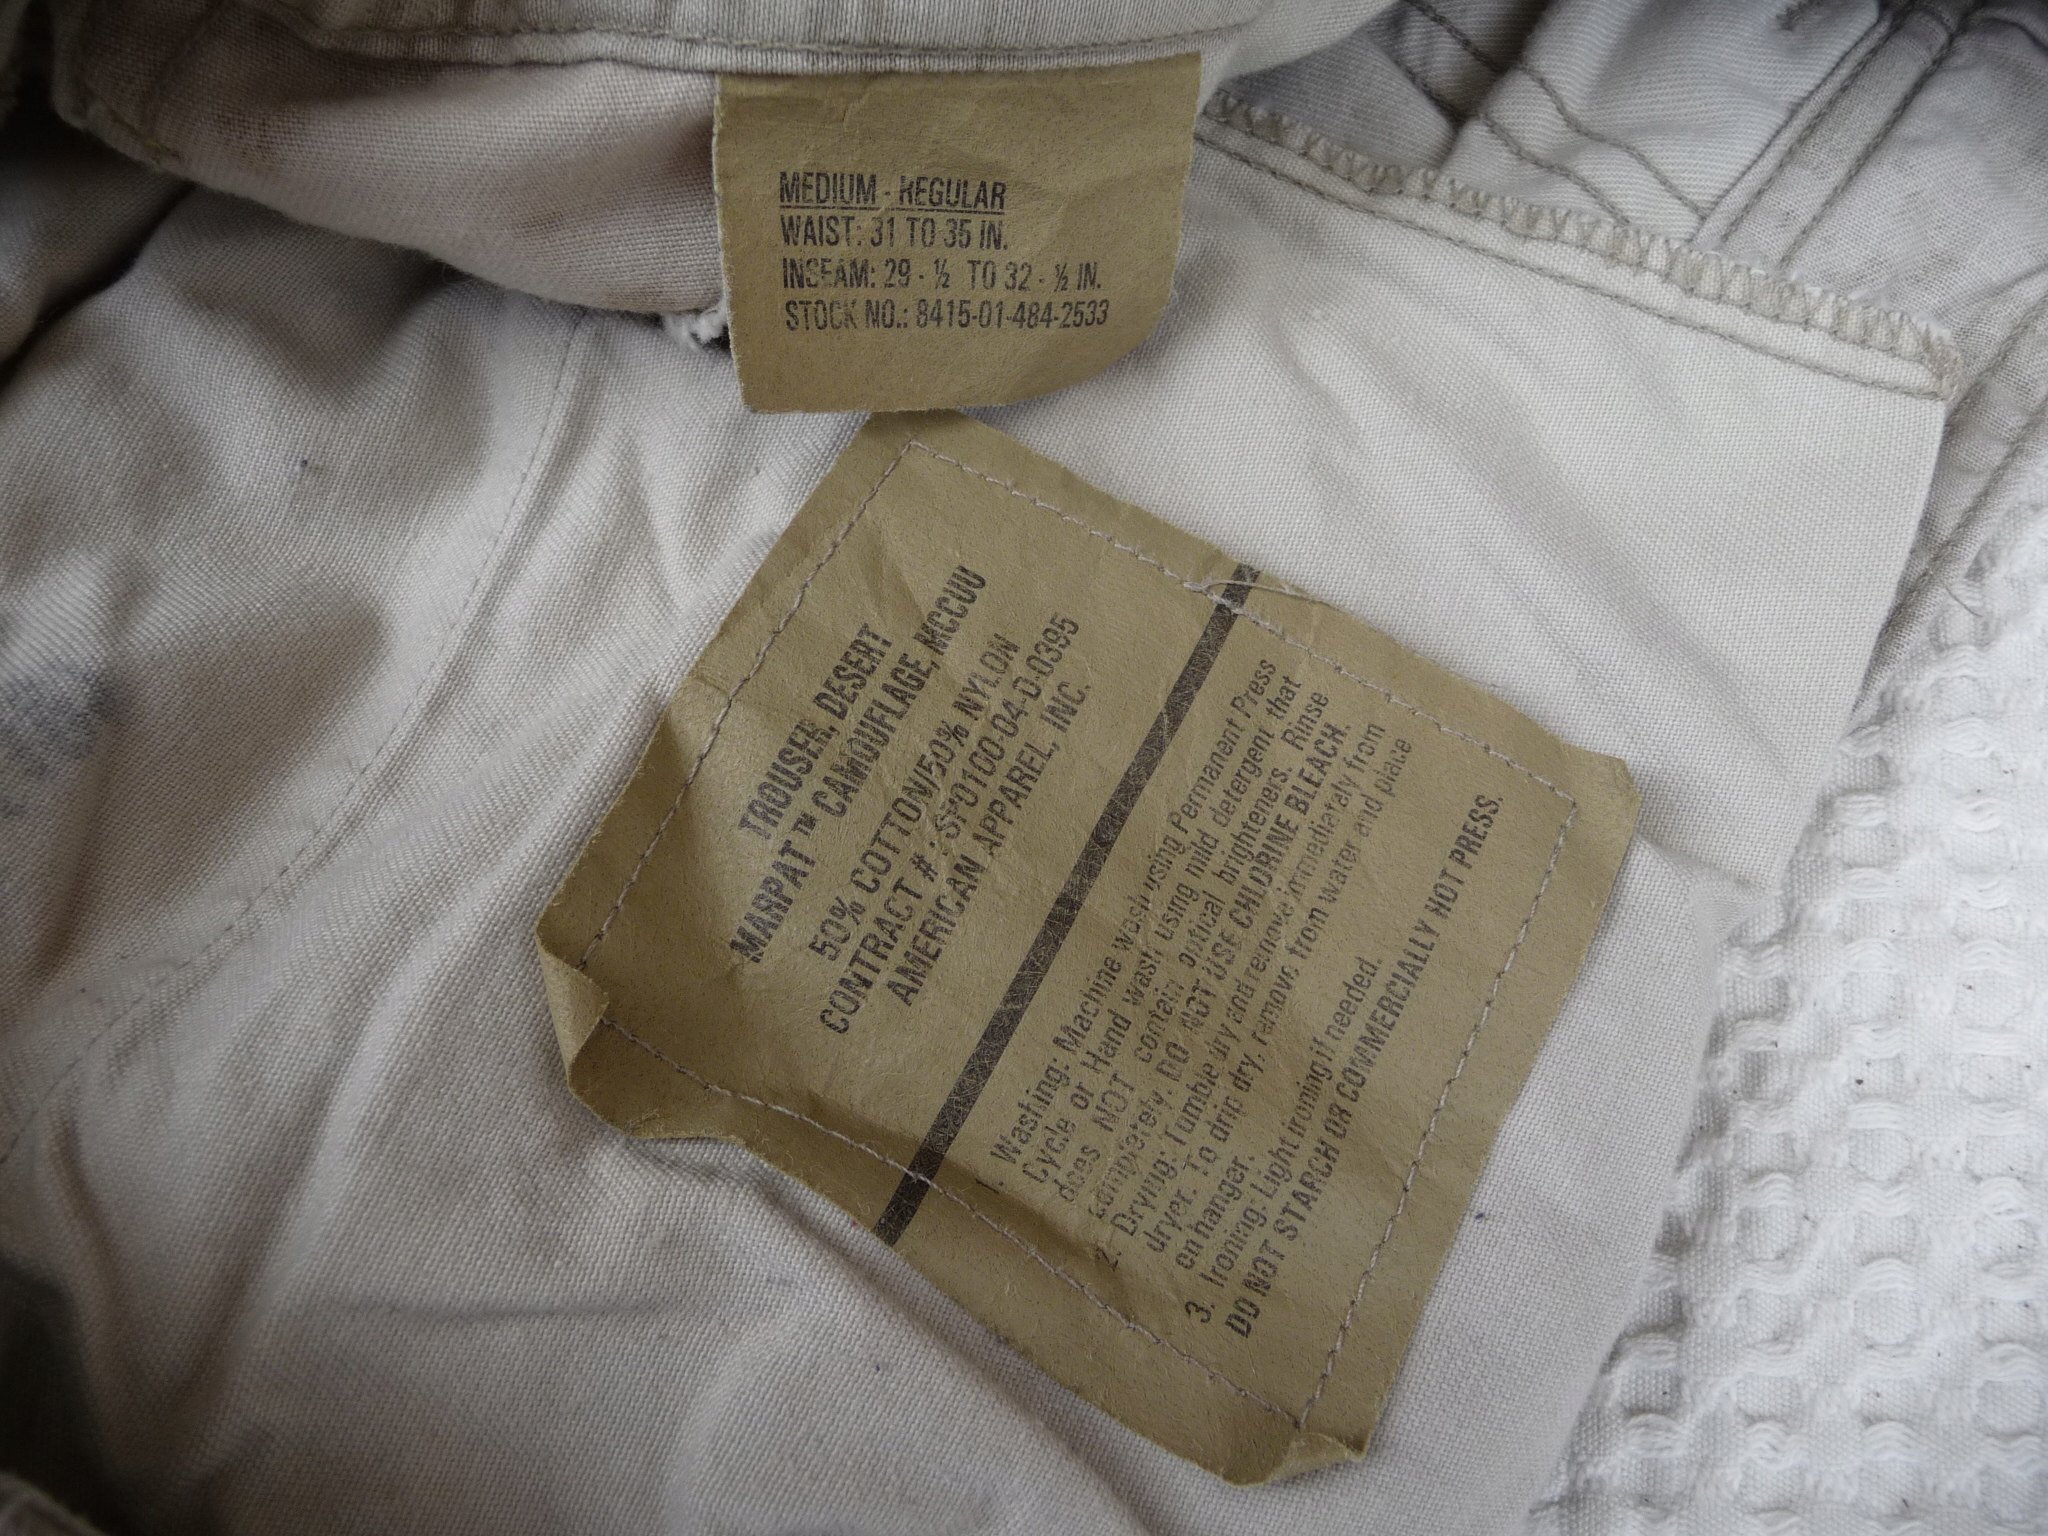 MEDIUM - REGULAR
WAIST: 31 TO 35 IN.
INSEAM: 29 - ½ TO 32 - ½ IN.
STOCK NO.: 8415-01-484-2533
TROUSER, DESERT
MARPAT™ CAMOUFLAGE, MCCUU
50% COTTON/50% NYLON
CONTRACT # : SP0100-04-D-0395
AMERICAN APPAREL, INC.
1. Washing: Machine wash using Permanent Press
Cycle or Hand wash using mild detergent that
does NOT contain optical brighteners. Rinse
completely. DO NOT USE CHLORINE BLEACH.
2. Drying: Tumble dry and remove immediately from
dryer. To drip dry, remove from water and place
on hanger.
3. Ironing: Light ironing if needed.
DO NOT STARCH OR COMMERCIALLY HOT PRESS.